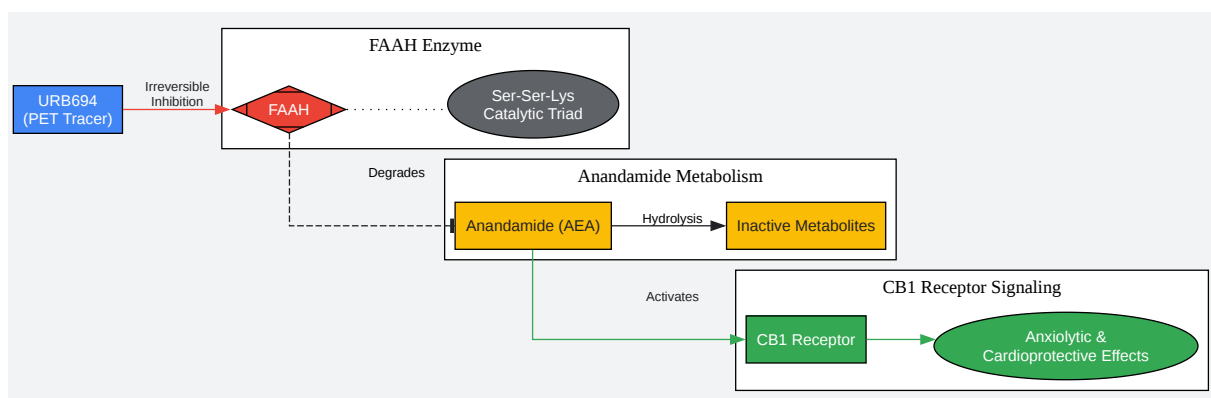 FAAH Enzyme
URB694
(PET Tracer)
Irreversible
Inhibition
FAAH
Ser-Ser-Lys
Catalytic Triad
Degrades
Anandamide Metabolism
Anandamide (AEA)
Hydrolysis
Inactive Metabolites
Activates
CB1 Receptor Signaling
CB1 Receptor
Anxiolytic &
Cardioprotective Effects